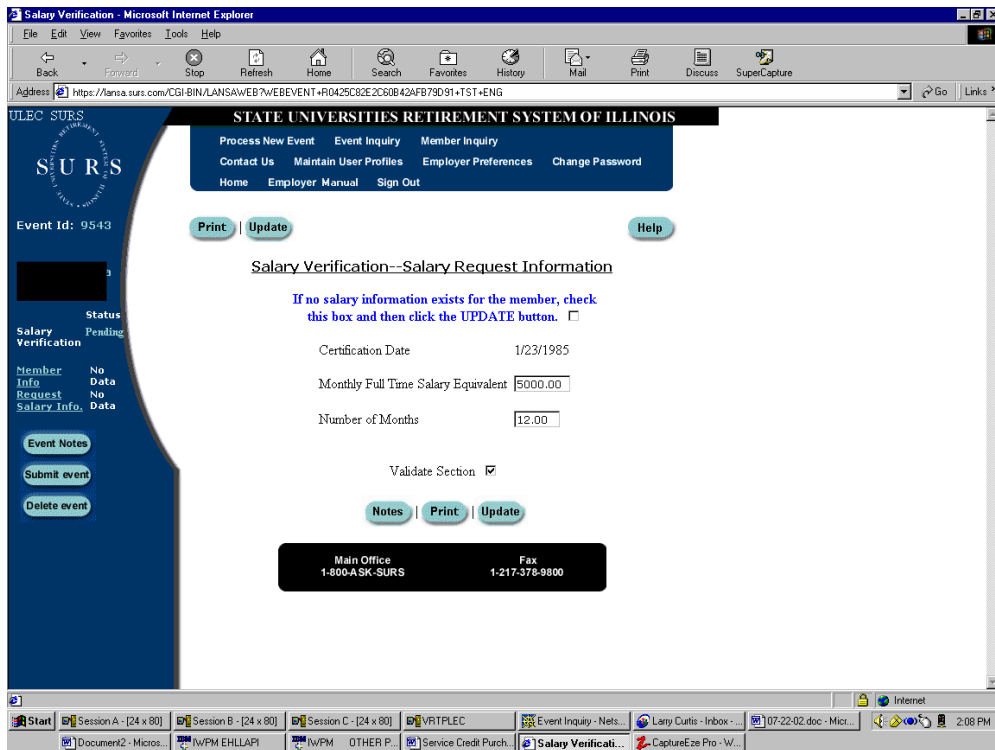 Salary Verification - Microsoft Internet Explorer
File Edit View Favorites Tools Help
Back Forward Stop Refresh Home Search Favorites History Mail Print Discuss SuperCapture
Address https://lansa.surs.com/CGI-BIN/LANSAWEB?WEBEVENT+R0425C82E2C60B42AFB79D91+TST+ENG Go Links
ULEC SURS
STATE UNIVERSITIES RETIREMENT SYSTEM OF ILLINOIS
SURS
Process New Event Event Inquiry Member Inquiry
Contact Us Maintain User Profiles Employer Preferences Change Password
Home Employer Manual Sign Out
Event Id: 9543
Print | Update Help
Salary Verification--Salary Request Information
If no salary information exists for the member, check
this box and then click the UPDATE button.
Status
Salary Verification Pending
Member Info No Data
Request Salary Info. No Data
Event Notes
Submit event
Delete event
Certification Date 1/23/1985
Monthly Full Time Salary Equivalent 5000.00
Number of Months 12.00
Validate Section
Notes | Print | Update
Main Office Fax
1-800-ASK-SURS 1-217-378-9800
Internet
Start Session A - [24 x 80] Session B - [24 x 80] Session C - [24 x 80] VRTPLEC Event Inquiry - Nets... Larry Curtis - Inbox - ... 07-22-02.doc - Micr... 2:08 PM
Document2 - Micros... IWPM EHLLAPI IWPM OTHER P... Service Credit Purch... Salary Verificati... CaptureEze Pro - W...